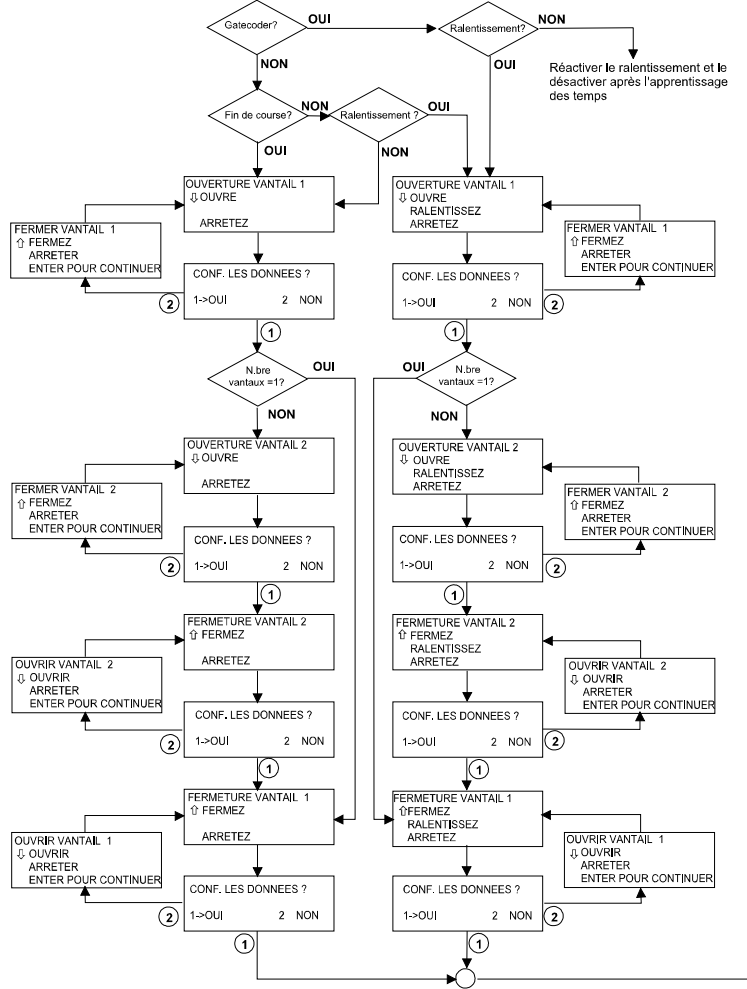 Gatecoder?
OUI
Ralentissement?
NON
NON
OUI
Réactiver le ralentissement et le
désactiver après l'apprentissage
des temps
Fin de course?
NON
Ralentissement ?
OUI
OUI
NON
OUVERTURE VANTAIL 1
⇩ OUVRE
ARRETEZ
OUVERTURE VANTAIL 1
⇩ OUVRE
RALENTISSEZ
ARRETEZ
FERMER VANTAIL 1
⇧ FERMEZ
ARRETER
ENTER POUR CONTINUER
FERMER VANTAIL 1
⇧ FERMEZ
ARRETER
ENTER POUR CONTINUER
CONF. LES DONNEES ?
1->OUI 2 NON
CONF. LES DONNEES ?
1->OUI 2 NON
2
2
1
1
N.bre
vantaux =1?
OUI
OUI
N.bre
vantaux =1?
NON
NON
OUVERTURE VANTAIL 2
⇩ OUVRE
ARRETEZ
OUVERTURE VANTAIL 2
⇩ OUVRE
RALENTISSEZ
ARRETEZ
FERMER VANTAIL 2
⇧ FERMEZ
ARRETER
ENTER POUR CONTINUER
FERMER VANTAIL 2
⇧ FERMEZ
ARRETER
ENTER POUR CONTINUER
CONF. LES DONNEES ?
1->OUI 2 NON
CONF. LES DONNEES ?
1->OUI 2 NON
2
2
1
1
FERMETURE VANTAIL 2
⇧ FERMEZ
ARRETEZ
FERMETURE VANTAIL 2
⇧ FERMEZ
RALENTISSEZ
ARRETEZ
OUVRIR VANTAIL 2
⇩ OUVRIR
ARRETER
ENTER POUR CONTINUER
OUVRIR VANTAIL 2
⇩ OUVRIR
ARRETER
ENTER POUR CONTINUER
CONF. LES DONNEES ?
1->OUI 2 NON
CONF. LES DONNEES ?
1->OUI 2 NON
2
2
1
1
FERMETURE VANTAIL 1
⇧ FERMEZ
ARRETEZ
FERMETURE VANTAIL 1
⇧FERMEZ
RALENTISSEZ
ARRETEZ
OUVRIR VANTAIL 1
⇩ OUVRIR
ARRETER
ENTER POUR CONTINUER
OUVRIR VANTAIL 1
⇩ OUVRIR
ARRETER
ENTER POUR CONTINUER
CONF. LES DONNEES ?
1->OUI 2 NON
CONF. LES DONNEES ?
1->OUI 2 NON
2
2
1
1